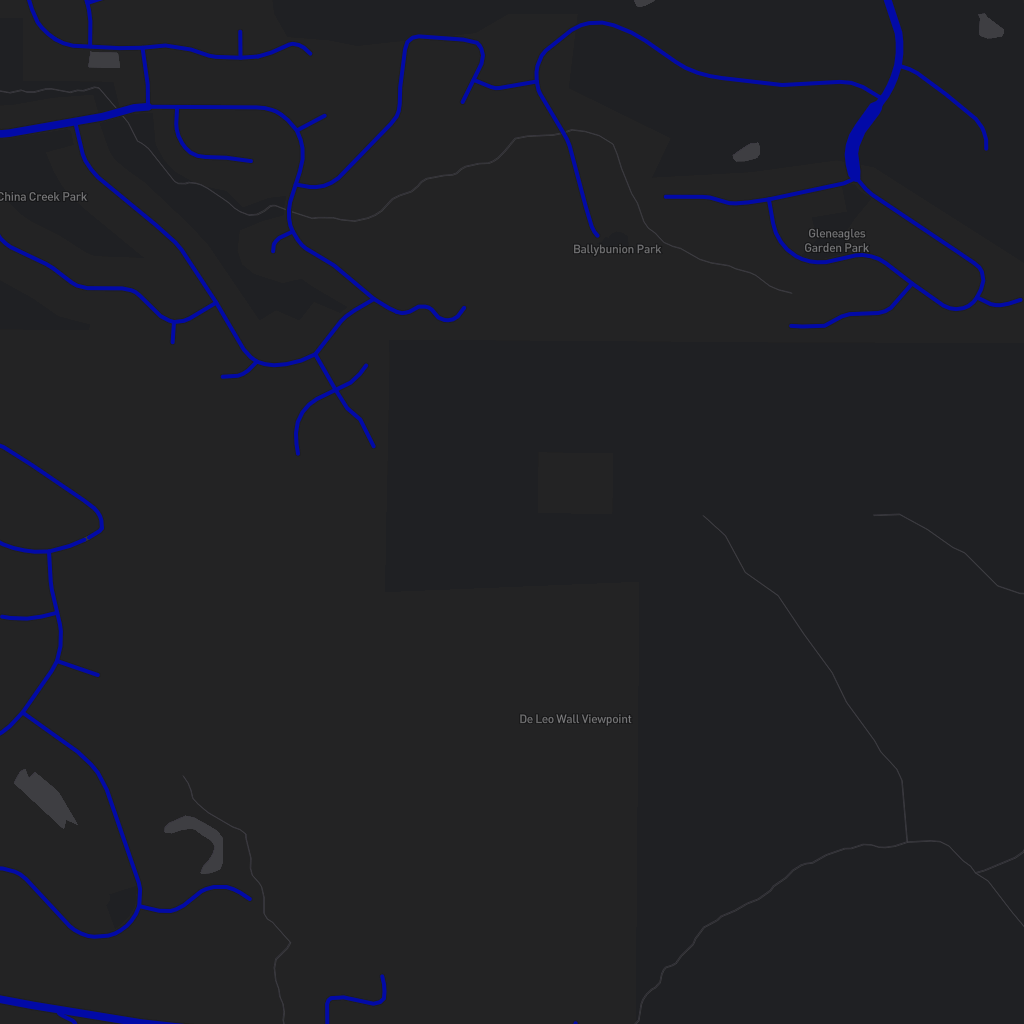 China Creek Park
Gleneagles
Garden Park
Ballybunion Park
De Leo Wall Viewpoint